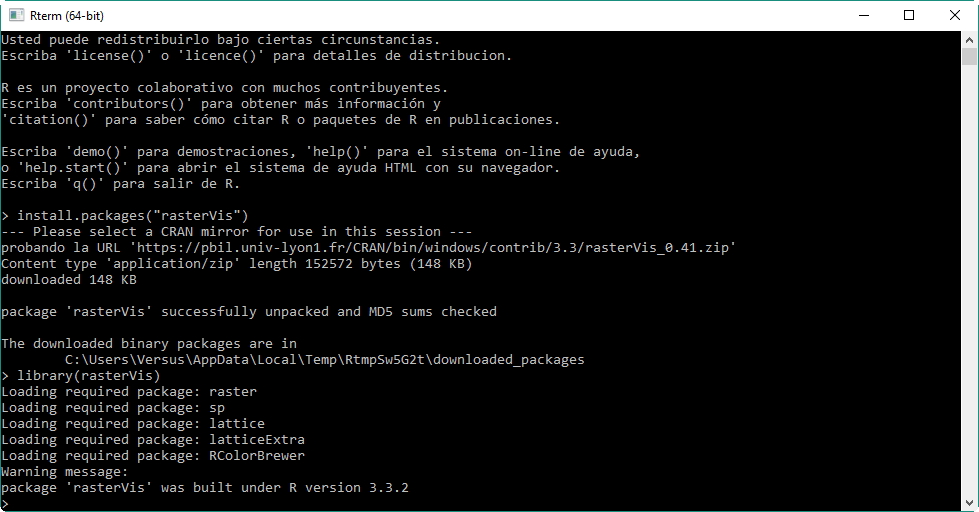 Rterm (64-bit)
Usted puede redistribuirlo bajo ciertas circunstancias.
Escriba 'license()' o 'licence()' para detalles de distribucion.
R es un proyecto colaborativo con muchos contribuyentes.
Escriba 'contributors()' para obtener más información y
'citation()' para saber cómo citar R o paquetes de R en publicaciones.
Escriba 'demo()' para demostraciones, 'help()' para el sistema on-line de ayuda,
o 'help.start()' para abrir el sistema de ayuda HTML con su navegador.
Escriba 'q()' para salir de R.
> install.packages("rasterVis")
--- Please select a CRAN mirror for use in this session ---
probando la URL 'https://pbil.univ-lyon1.fr/CRAN/bin/windows/contrib/3.3/rasterVis_0.41.zip'
Content type 'application/zip' length 152572 bytes (148 KB)
downloaded 148 KB
package 'rasterVis' successfully unpacked and MD5 sums checked
The downloaded binary packages are in
C:\Users\Versus\AppData\Local\Temp\RtmpSw5G2t\downloaded_packages
> library(rasterVis)
Loading required package: raster
Loading required package: sp
Loading required package: lattice
Loading required package: latticeExtra
Loading required package: RColorBrewer
Warning message:
package 'rasterVis' was built under R version 3.3.2
>